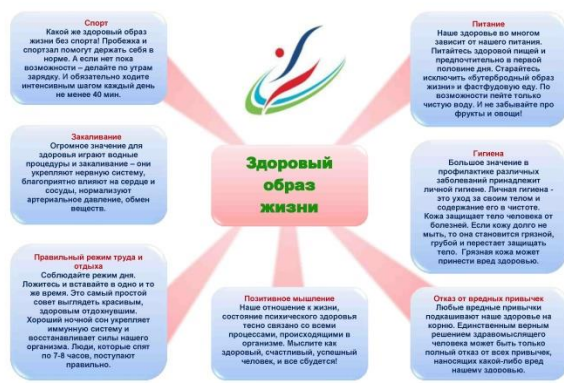 Спорт
Какой же здоровый образ
жизни без спорта! Пробежка и
спортзал помогут держать себя в
норме. А если нет пока
возможности – делайте по утрам
зарядку. И обязательно ходите
интенсивным шагом каждый день
не менее 40 мин.
Питание
Наше здоровье во многом
зависит от нашего питания.
Питайтесь здоровой пищей и
предпочтительно в первой
половине дня. Старайтесь
исключить «бутербродный образ
жизни» и фастфудовую еду. По
возможности пейте только
чистую воду. И не забывайте про
фрукты и овощи!
Закаливание
Огромное значение для
здоровья играют водные
процедуры и закаливание – они
укрепляют нервную систему,
благоприятно влияют на сердце и
сосуды, нормализуют
артериальное давление, обмен
веществ.
Здоровый
образ
жизни
Гигиена
Большое значение в
профилактике различных
заболеваний принадлежит
личной гигиене. Личная гигиена -
это уход за своим телом и
содержание его в чистоте.
Кожа защищает тело человека от
болезней. Если кожу долго не
мыть, то она становится грязной,
грубой и перестает защищать
тело. Грязная кожа может
принести вред здоровью.
Правильный режим труда и
отдыха
Соблюдайте режим дня.
Ложитесь и вставайте в одно и то
же время. Это самый простой
совет выглядеть красивым,
здоровым отдохнувшим.
Хороший ночной сон укрепляет
иммунную систему и
восстанавливает силы нашего
организма. Люди, которые спят
по 7-8 часов, поступают
правильно.
Позитивное мышление
Наше отношение к жизни,
состояние психического здоровья
тесно связано со всеми
процессами, происходящими в
организме. Мыслите как
здоровый, счастливый, успешный
человек, и все сбудется!
Отказ от вредных привычек
Любые вредные привычки
подкашивают наше здоровье на
корню. Единственным верным
решением здравомыслящего
человека может быть только
полный отказ от всех привычек,
наносящих какой-либо вред
нашему здоровью.